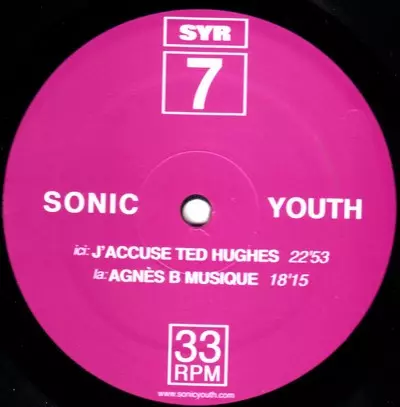 SYR
7
SONIC YOUTH
ici: J'ACCUSE TED HUGHES 22'53
la: AGNÈS B MUSIQUE 18'15
33
RPM
www.sonicyouth.com